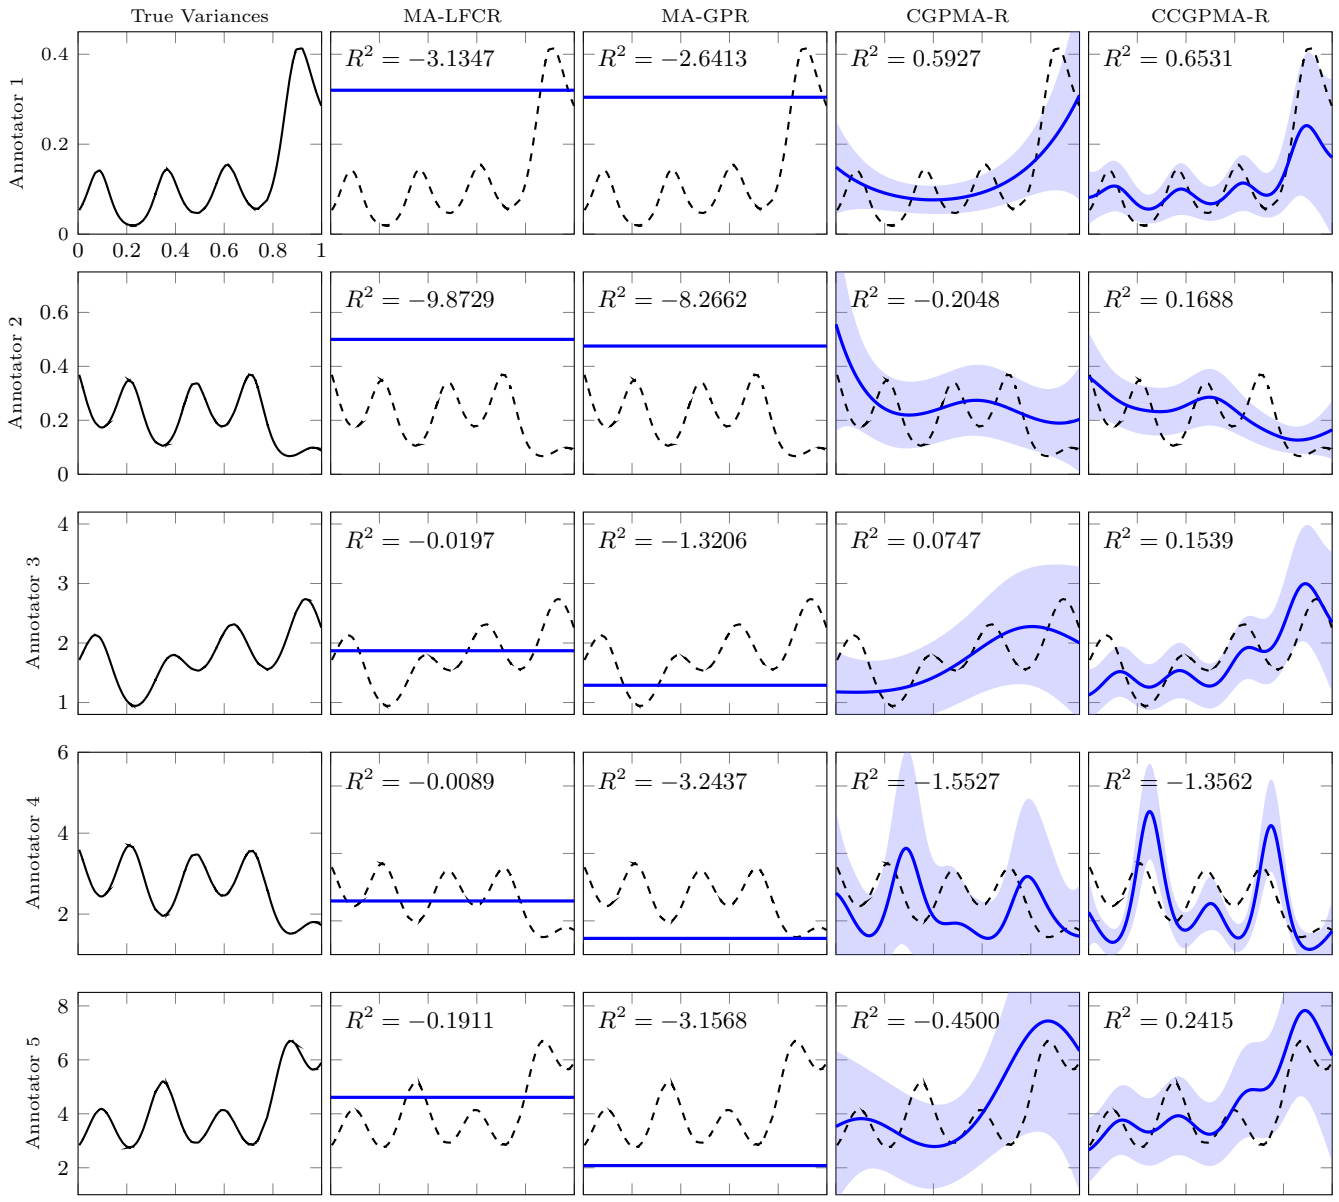 True Variances MA-LFCR MA-GPR CGPMA-R CCGPMA-R
Annotator 1
0.4
0.2
0
R² = −3.1347 R² = −2.6413 R² = 0.5927 R² = 0.6531
0 0.2 0.4 0.6 0.8 1
Annotator 2
0.6
0.4
0.2
0
R² = −9.8729 R² = −8.2662 R² = −0.2048 R² = 0.1688
Annotator 3
4
3
2
1
R² = −0.0197 R² = −1.3206 R² = 0.0747 R² = 0.1539
Annotator 4
6
4
2
R² = −0.0089 R² = −3.2437 R² = −1.5527 R² = −1.3562
Annotator 5
8
6
4
2
R² = −0.1911 R² = −3.1568 R² = −0.4500 R² = 0.2415